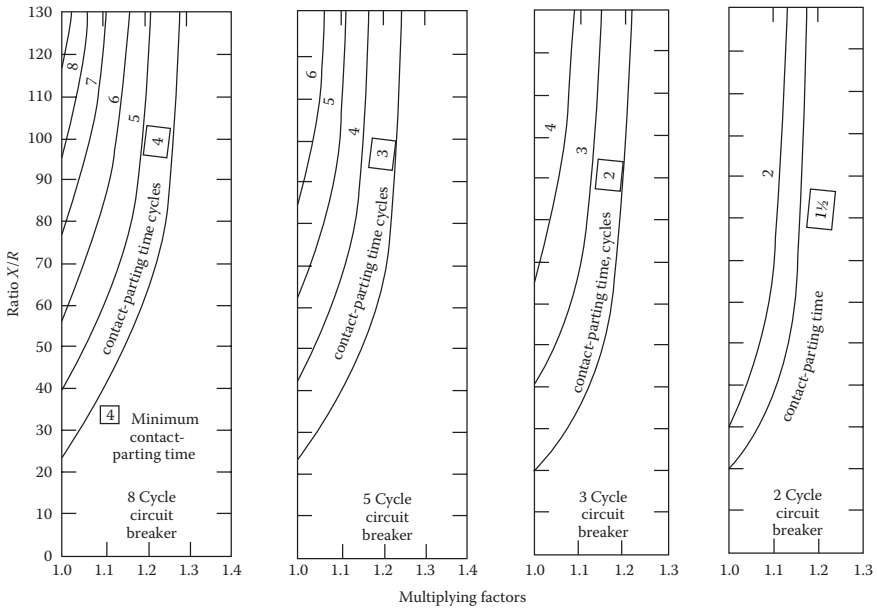 130
120
110
100
90
80
70
60
50
40
30
20
10
0
Ratio X/R
8
7
6
5
4
contact-parting time cycles
4 Minimum
contact-
parting time
8 Cycle
circuit
breaker
1.0 1.1 1.2 1.3 1.4
6
5
4
3
contact-parting time cycles
5 Cycle
circuit
breaker
1.0 1.1 1.2 1.3 1.4
4
3
2
contact-parting time, cycles
3 Cycle
circuit
breaker
1.0 1.1 1.2 1.3
2
1½
contact-parting time
2 Cycle
circuit
breaker
1.0 1.1 1.2 1.3
Multiplying factors